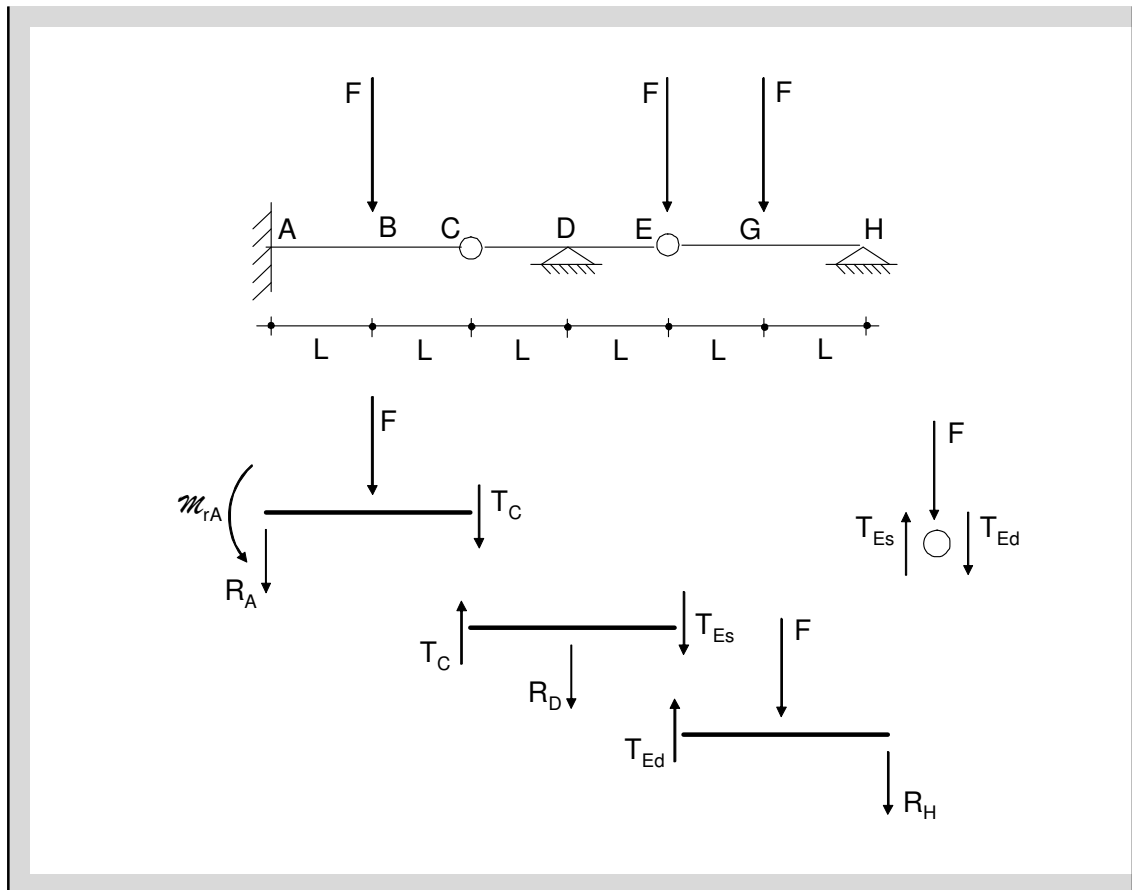 F F F
A B C D E G H
L L L L L L
F
F
𝓜rA TC TEs TEd
RA
TEs F
TC
RD
TEd
RH